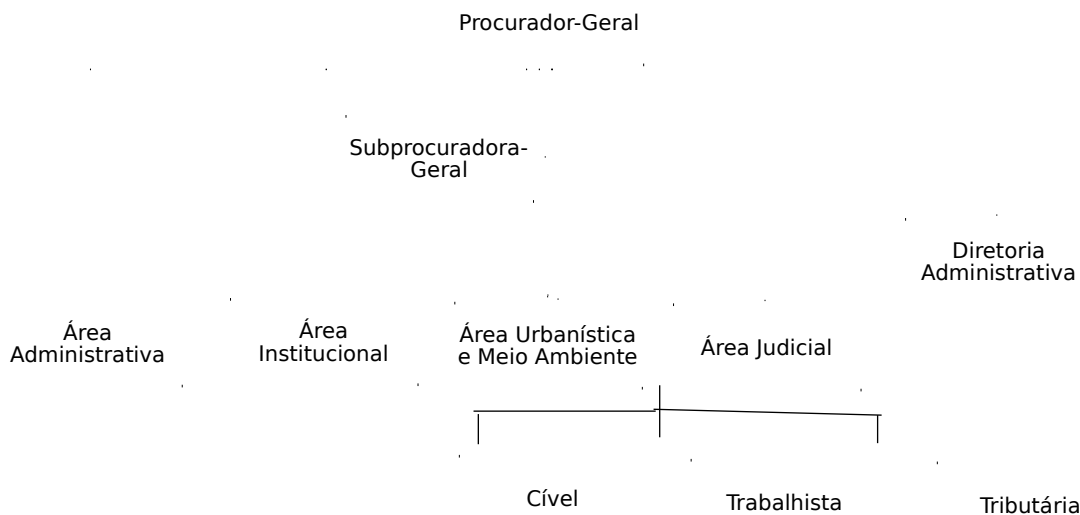 Procurador-Geral
Subprocuradora-
Geral
Diretoria
Administrativa
Área
Administrativa
Área
Institucional
Área Urbanística
e Meio Ambiente
Área Judicial
Cível
Trabalhista
Tributária